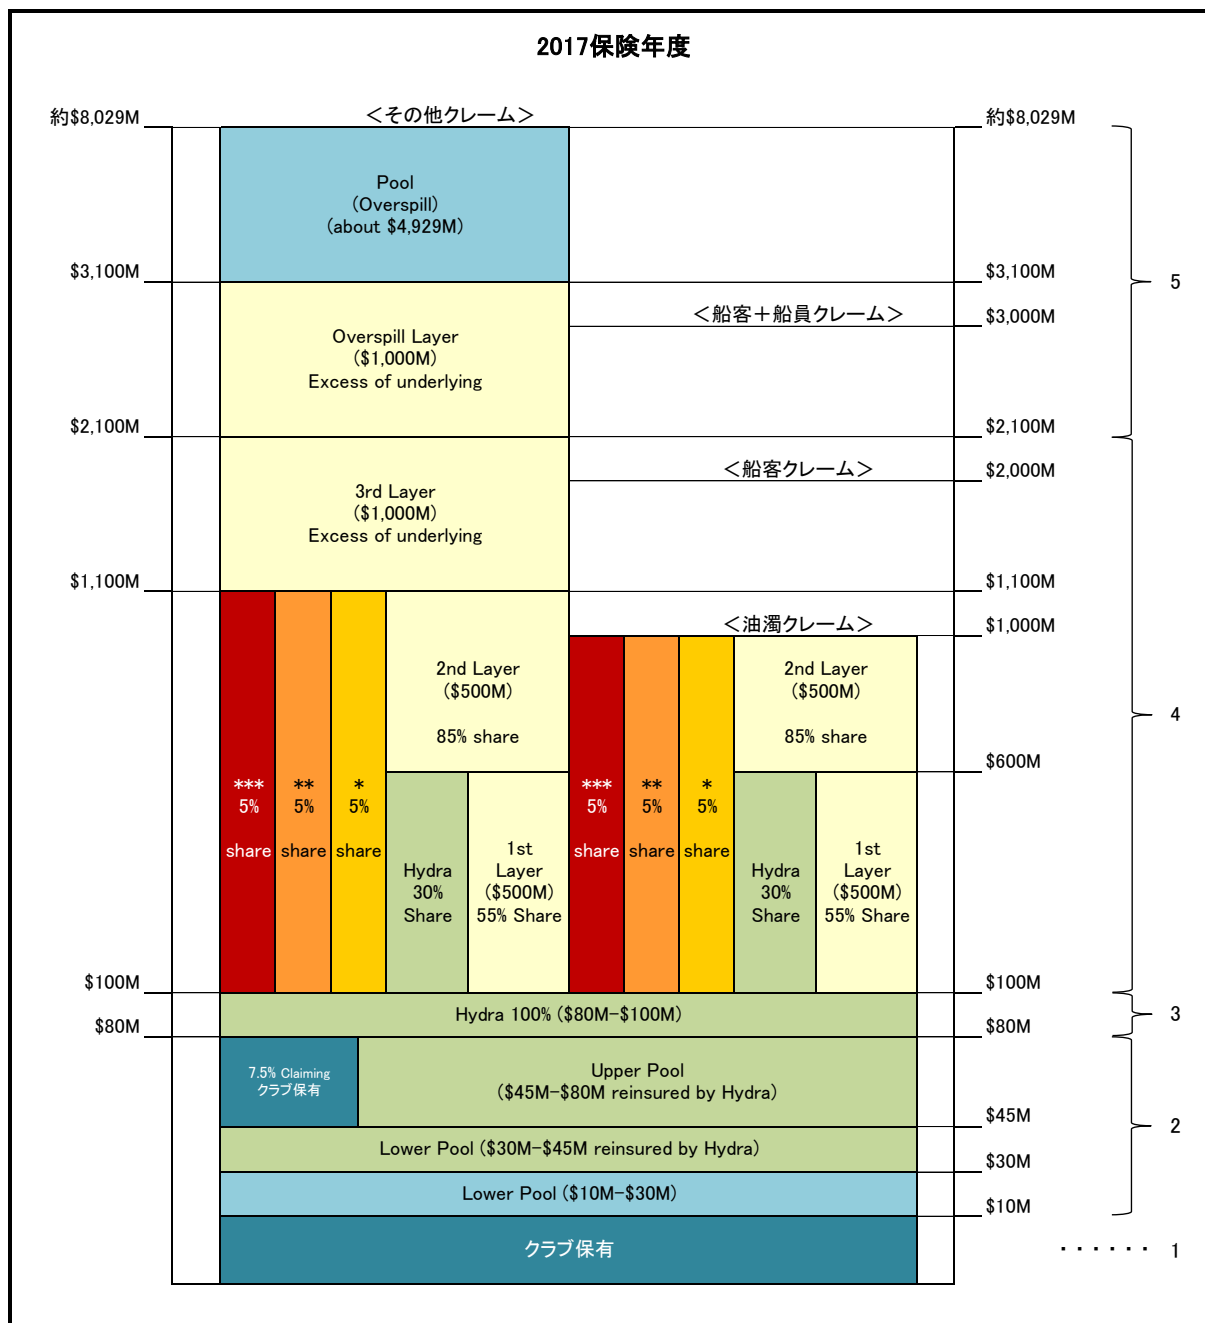 2017保険年度
約$8,029M
＜その他クレーム＞
約$8,029M
Pool
(Overspill)
(about $4,929M)
$3,100M
$3,100M
5
＜船客＋船員クレーム＞
$3,000M
Overspill Layer
($1,000M)
Excess of underlying
$2,100M
$2,100M
＜船客クレーム＞
$2,000M
3rd Layer
($1,000M)
Excess of underlying
$1,100M
$1,100M
＜油濁クレーム＞
$1,000M
2nd Layer
($500M)
85% share
2nd Layer
($500M)
85% share
4
$600M
***
5%
share
**
5%
share
*
5%
share
Hydra
30%
Share
1st
Layer
($500M)
55% Share
***
5%
share
**
5%
share
*
5%
share
Hydra
30%
Share
1st
Layer
($500M)
55% Share
$100M
$100M
Hydra 100% ($80M-$100M)
3
$80M
$80M
7.5% Claiming
クラブ保有
Upper Pool
($45M-$80M reinsured by Hydra)
$45M
2
Lower Pool ($30M-$45M reinsured by Hydra)
$30M
Lower Pool ($10M-$30M)
$10M
クラブ保有
・・・・・・ 1